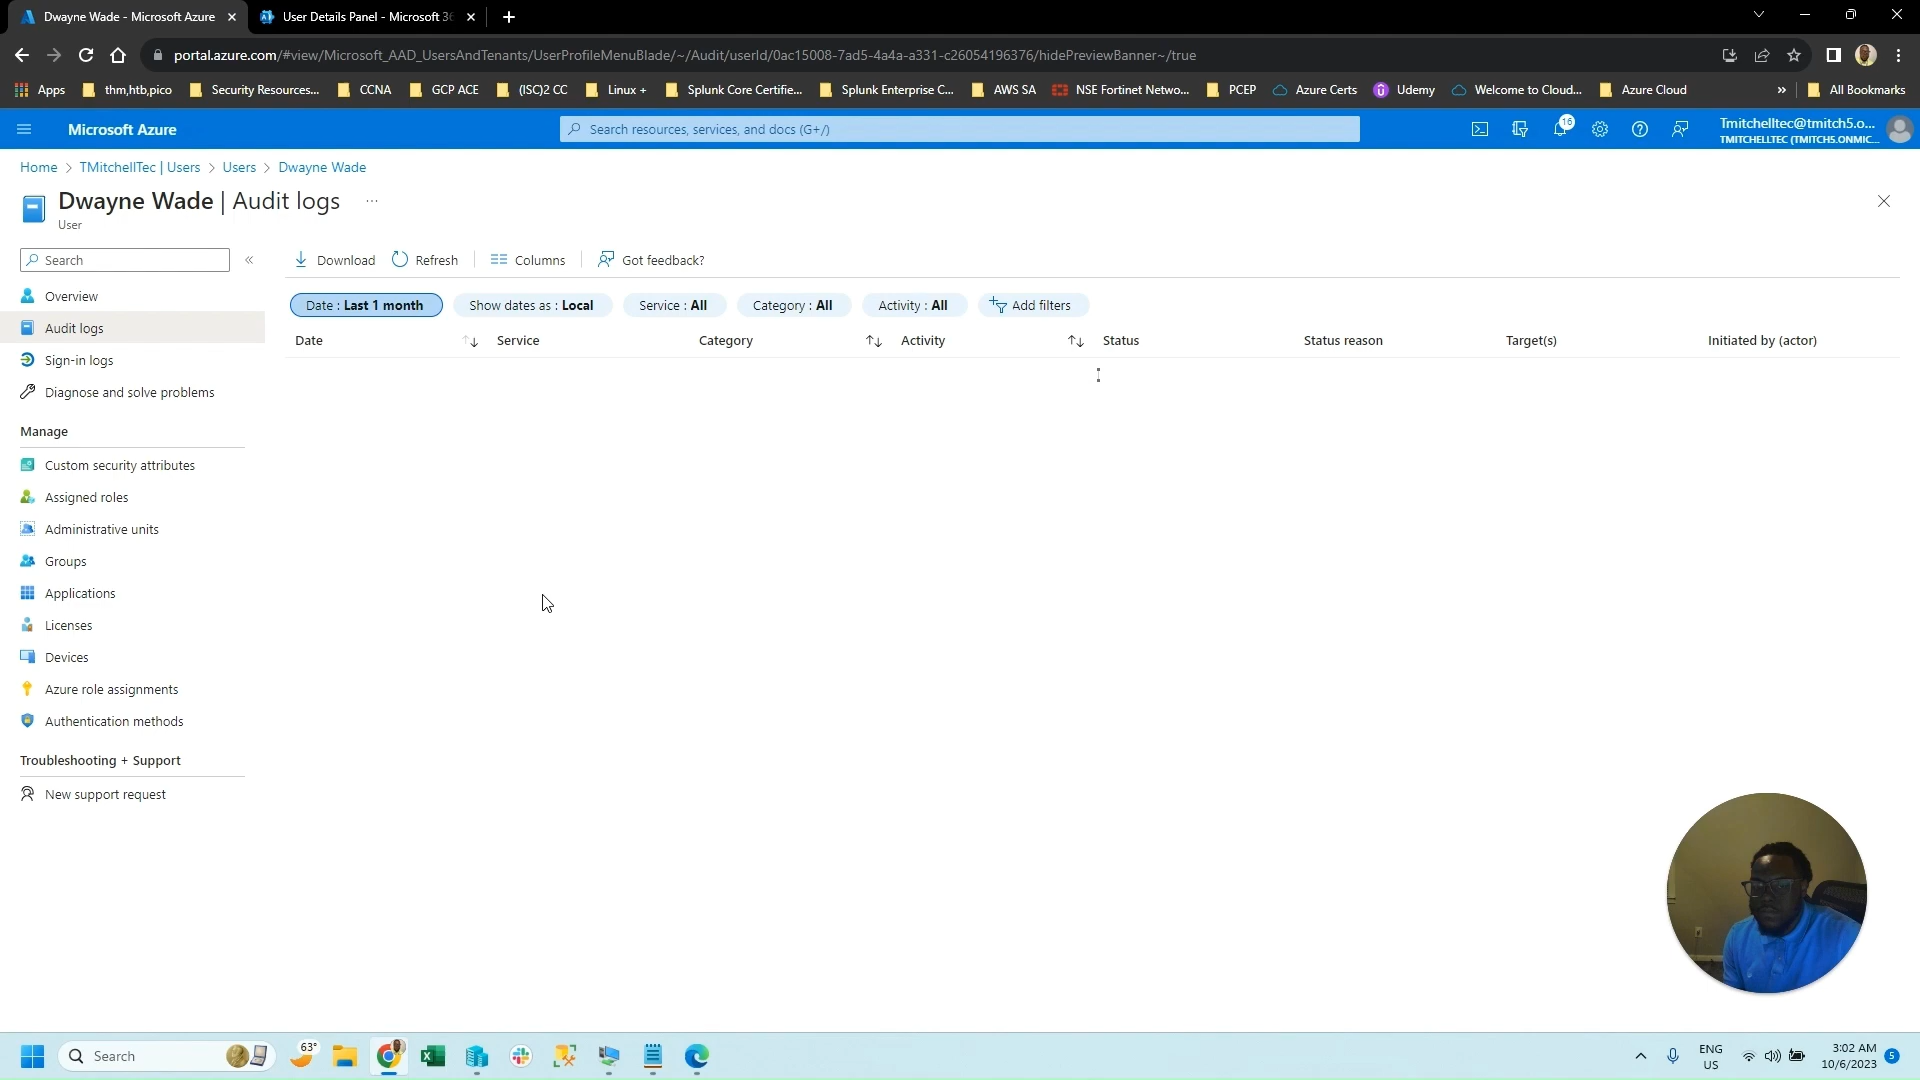 Dwayne Wade - Microsoft Azure
User Details Panel - Microsoft 36
portal.azure.com/#view/Microsoft_AAD_UsersAndTenants/UserProfileMenuBlade/~/Audit/userId/0ac15008-7ad5-4a4a-a331-c26054196376/hidePreviewBanner~/true
Apps
thm,htb,pico
Security Resources...
CCNA
GCP ACE
(ISC)2 CC
Linux +
Splunk Core Certifie...
Splunk Enterprise C...
AWS SA
NSE Fortinet Netwo...
PCEP
Azure Certs
Udemy
Welcome to Cloud...
Azure Cloud
»
All Bookmarks
Microsoft Azure
Search resources, services, and docs (G+/)
16
Tmitchelltec@tmitch5.o...
TMITCHELLTEC (TMITCH5.ONMIC...
Home > TMitchellTec | Users > Users > Dwayne Wade
Dwayne Wade | Audit logs ...
User
Search
«
Download
Refresh
Columns
Got feedback?
Date : Last 1 month
Show dates as : Local
Service : All
Category : All
Activity : All
Add filters
Date
Service
Category
Activity
Status
Status reason
Target(s)
Initiated by (actor)
Overview
Audit logs
Sign-in logs
Diagnose and solve problems
Manage
Custom security attributes
Assigned roles
Administrative units
Groups
Applications
Licenses
Devices
Azure role assignments
Authentication methods
Troubleshooting + Support
New support request
Search
63°
ENG
US
3:02 AM
10/6/2023
5